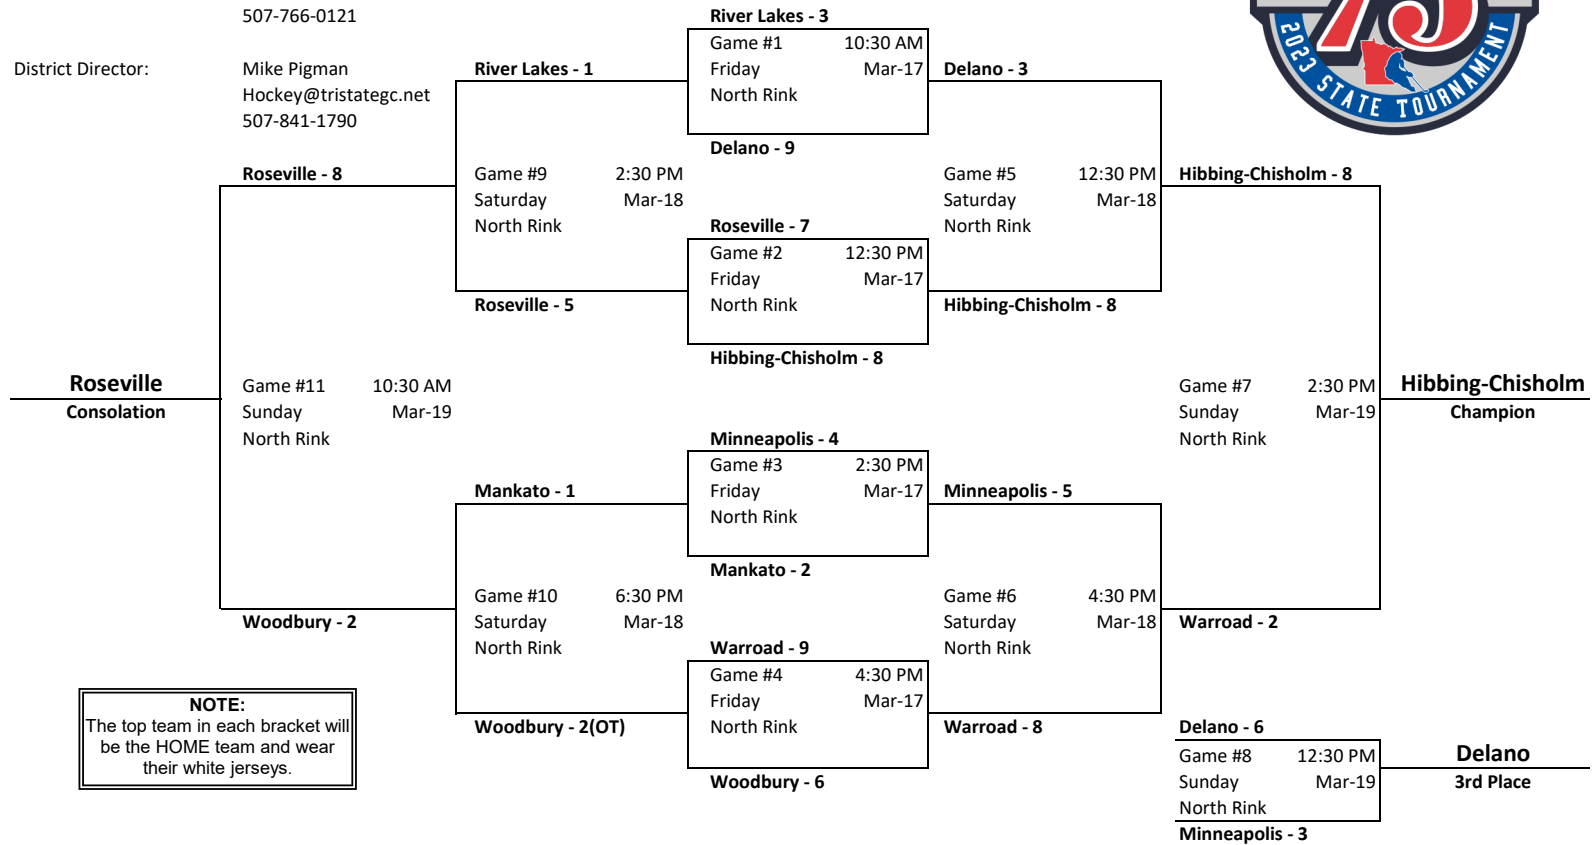 507-766-0121
District Director:
Mike Pigman
Hockey@tristategc.net
507-841-1790
75
2023 STATE TOURNAMENT
River Lakes - 3
Game #1 10:30 AM
Friday Mar-17
North Rink
Delano - 9
River Lakes - 1
Delano - 3
Roseville - 8
Game #9 2:30 PM
Saturday Mar-18
North Rink
Game #5 12:30 PM
Saturday Mar-18
North Rink
Hibbing-Chisholm - 8
Roseville - 7
Game #2 12:30 PM
Friday Mar-17
North Rink
Hibbing-Chisholm - 8
Roseville - 5
Hibbing-Chisholm - 8
Roseville
Consolation
Game #11 10:30 AM
Sunday Mar-19
North Rink
Game #7 2:30 PM
Sunday Mar-19
North Rink
Hibbing-Chisholm
Champion
Minneapolis - 4
Game #3 2:30 PM
Friday Mar-17
North Rink
Mankato - 2
Mankato - 1
Minneapolis - 5
Game #10 6:30 PM
Saturday Mar-18
North Rink
Game #6 4:30 PM
Saturday Mar-18
North Rink
Woodbury - 2
Warroad - 2
Warroad - 9
Game #4 4:30 PM
Friday Mar-17
North Rink
Woodbury - 6
Woodbury - 2(OT)
Warroad - 8
NOTE:
The top team in each bracket will
be the HOME team and wear
their white jerseys.
Delano - 6
Game #8 12:30 PM
Sunday Mar-19
North Rink
Minneapolis - 3
Delano
3rd Place